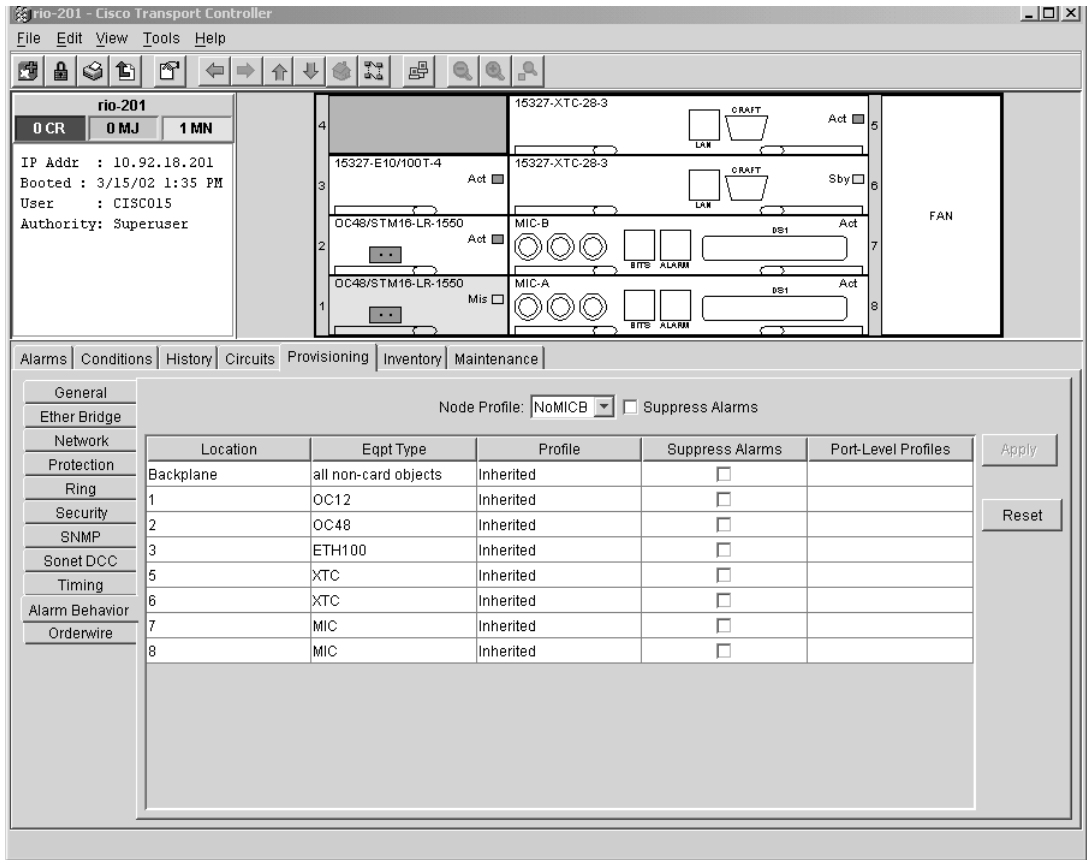 rio-201 - Cisco Transport Controller
File Edit View Tools Help
rio-201
0 CR 0 MJ 1 MN
IP Addr : 10.92.18.201
Booted : 3/15/02 1:35 PM
User : CISCO15
Authority: Superuser
4
15327-XTC-28-3
CRAFT
LAN
Act
5
3
15327-E10/100T-4
Act
15327-XTC-28-3
CRAFT
LAN
Sby
6
2
OC48/STM16-LR-1550
Act
MIC-B
BITS ALARM
DS1
Act
7
1
OC48/STM16-LR-1550
Mis
MIC-A
BITS ALARM
DS1
Act
8
FAN
Alarms Conditions History Circuits Provisioning Inventory Maintenance
General
Ether Bridge
Network
Protection
Ring
Security
SNMP
Sonet DCC
Timing
Alarm Behavior
Orderwire
Node Profile: NoMICB Suppress Alarms
Location Eqpt Type Profile Suppress Alarms Port-Level Profiles
Backplane all non-card objects Inherited
1 OC12 Inherited
2 OC48 Inherited
3 ETH100 Inherited
5 XTC Inherited
6 XTC Inherited
7 MIC Inherited
8 MIC Inherited
Apply
Reset